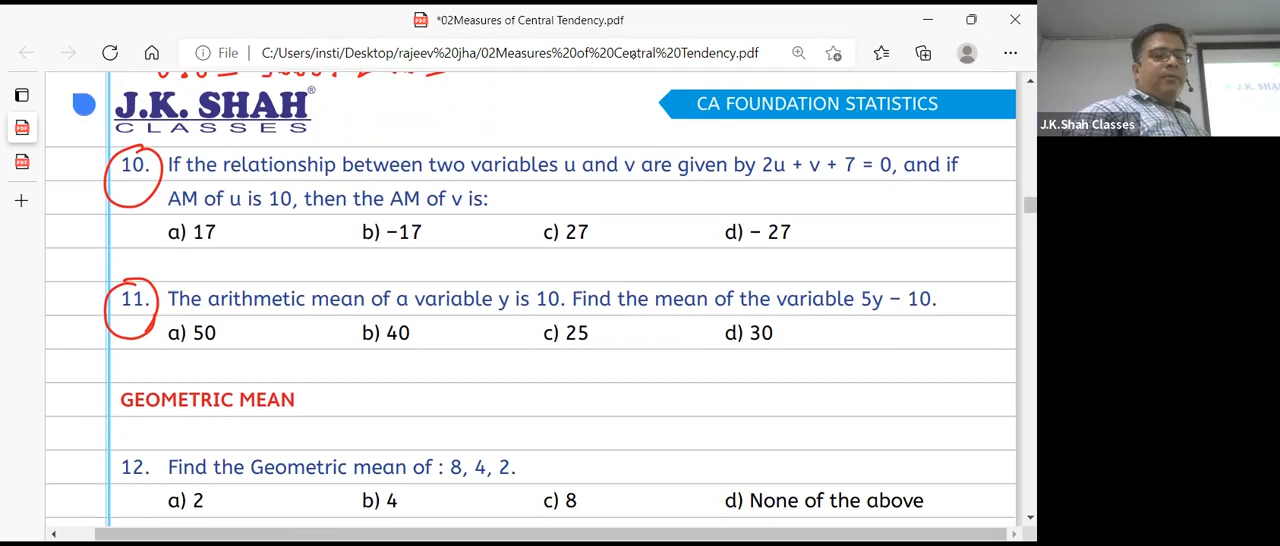 *02Measures of Central Tendency.pdf
File C:/Users/insti/Desktop/rajeev%20jha/02Measures%20of%20Central%20Tendency.pdf
J.K. SHAH®
CLASSES
CA FOUNDATION STATISTICS
J.K.Shah Classes
10. If the relationship between two variables u and v are given by 2u + v + 7 = 0, and if
AM of u is 10, then the AM of v is:
a) 17 b) −17 c) 27 d) − 27
11. The arithmetic mean of a variable y is 10. Find the mean of the variable 5y − 10.
a) 50 b) 40 c) 25 d) 30
GEOMETRIC MEAN
12. Find the Geometric mean of : 8, 4, 2.
a) 2 b) 4 c) 8 d) None of the above